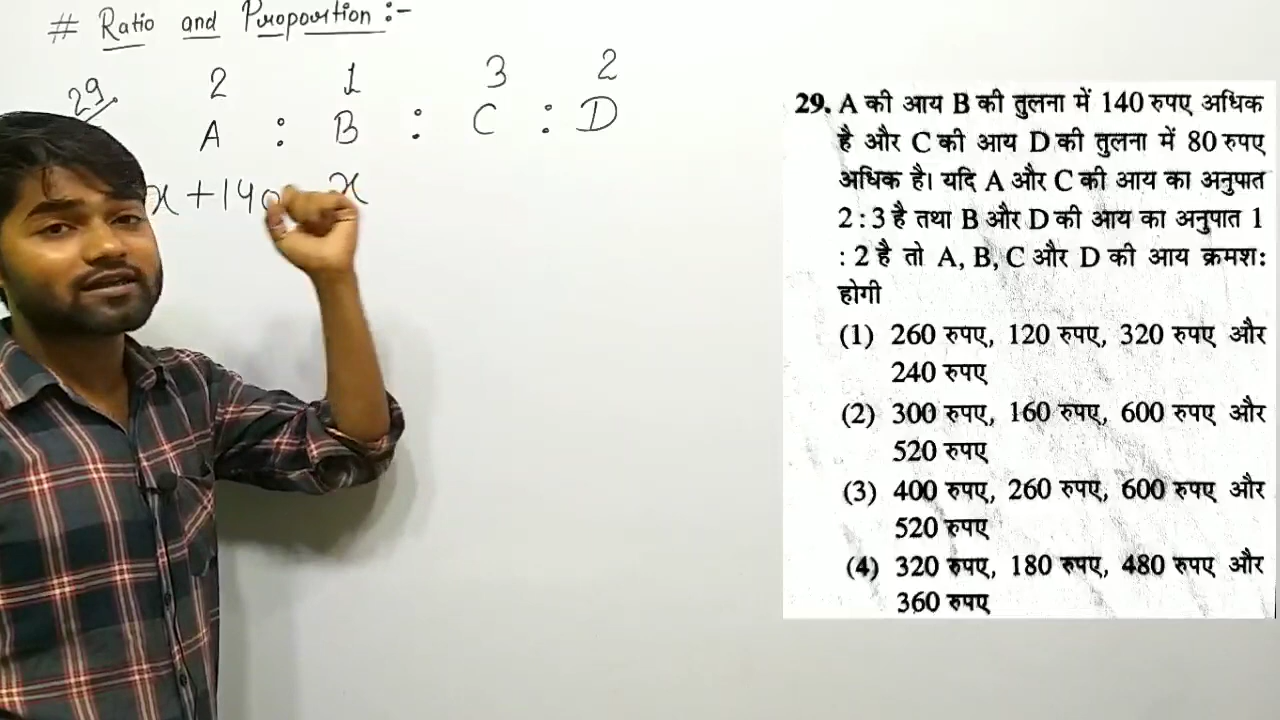 # Ratio and Proportion :-
29
2 1 3 2
A : B : C : D
x + 140 x
29. A की आय B की तुलना में 140 रुपए अधिक
है और C की आय D की तुलना में 80 रुपए
अधिक है। यदि A और C की आय का अनुपात
2 : 3 है तथा B और D की आय का अनुपात 1
: 2 है तो A, B, C और D की आय क्रमश:
होगी
(1) 260 रुपए, 120 रुपए, 320 रुपए और
240 रुपए
(2) 300 रुपए, 160 रुपए, 600 रुपए और
520 रुपए
(3) 400 रुपए, 260 रुपए, 600 रुपए और
520 रुपए
(4) 320 रुपए, 180 रुपए, 480 रुपए और
360 रुपए